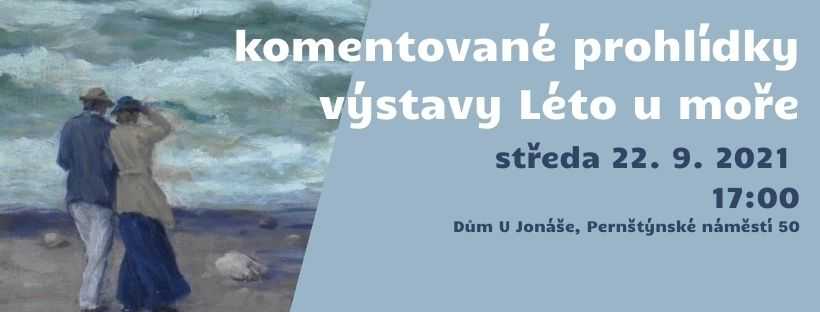 komentované prohlídky
výstavy Léto u moře
středa 22. 9. 2021
17:00
Dům U Jonáše, Pernštýnské náměstí 50